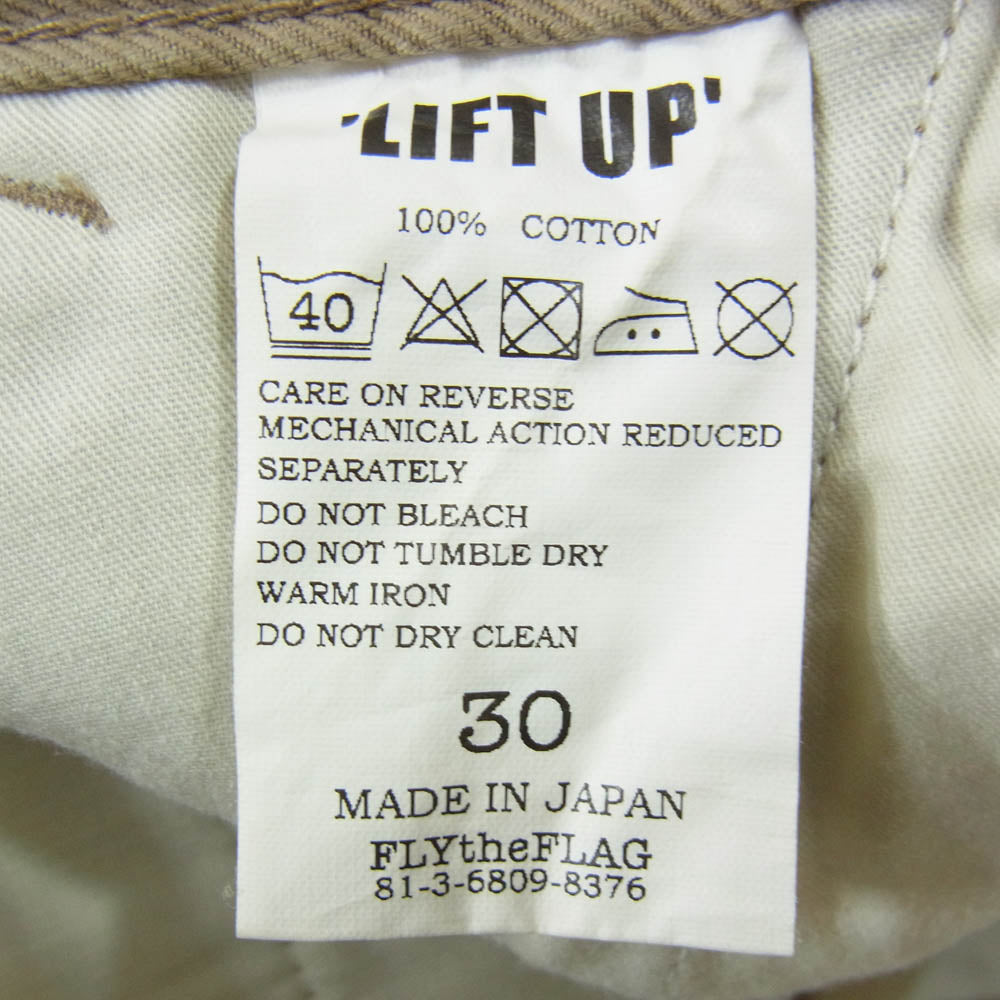 'LIFT UP'
100% COTTON
40
CARE ON REVERSE
MECHANICAL ACTION REDUCED
SEPARATELY
DO NOT BLEACH
DO NOT TUMBLE DRY
WARM IRON
DO NOT DRY CLEAN
30
MADE IN JAPAN
FLYtheFLAG
81-3-6809-8376